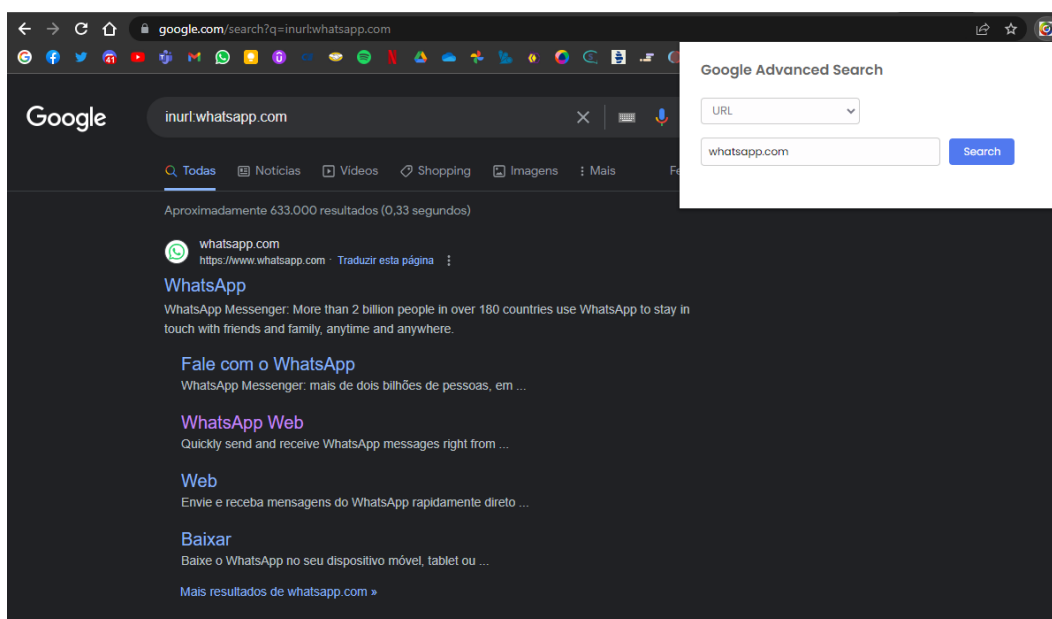 google.com/search?q=inurl:whatsapp.com
41
Google
inurl:whatsapp.com
Todas
Notícias
Vídeos
Shopping
Imagens
Mais
Fe
Aproximadamente 633.000 resultados (0,33 segundos)
whatsapp.com
https://www.whatsapp.com · Traduzir esta página
WhatsApp
WhatsApp Messenger: More than 2 billion people in over 180 countries use WhatsApp to stay in
touch with friends and family, anytime and anywhere.
Fale com o WhatsApp
WhatsApp Messenger: mais de dois bilhões de pessoas, em ...
WhatsApp Web
Quickly send and receive WhatsApp messages right from ...
Web
Envie e receba mensagens do WhatsApp rapidamente direto ...
Baixar
Baixe o WhatsApp no seu dispositivo móvel, tablet ou ...
Mais resultados de whatsapp.com »
Google Advanced Search
URL
whatsapp.com
Search